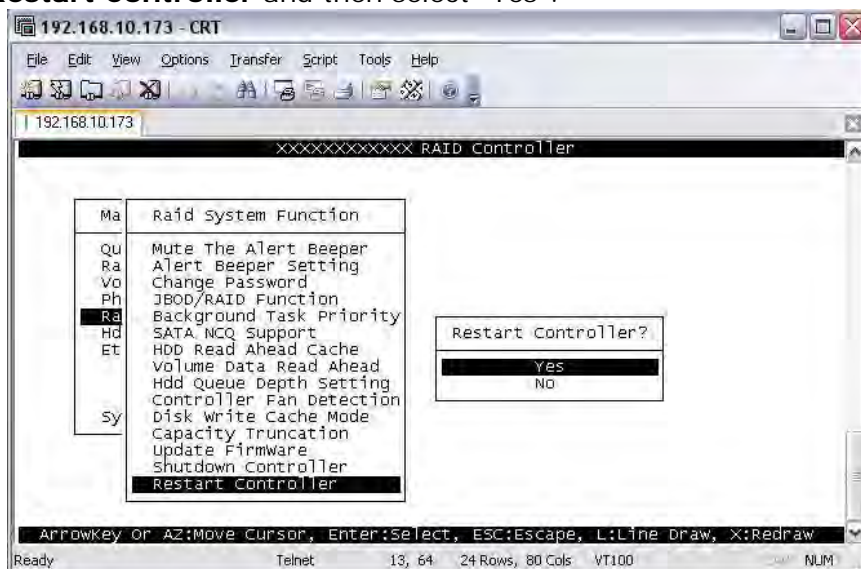 Restart Controller and then select "Yes".
192.168.10.173 - CRT
File Edit View Options Transfer Script Tools Help
192.168.10.173
XXXXXXXXXXXX RAID Controller
Ma
Raid System Function
Qu
Mute The Alert Beeper
Ra
Alert Beeper Setting
Vo
Change Password
Ph
JBOD/RAID Function
Ra
Background Task Priority
Hd
SATA NCQ Support
Et
HDD Read Ahead Cache
Volume Data Read Ahead
Hdd Queue Depth Setting
Controller Fan Detection
Sy
Disk Write Cache Mode
Capacity Truncation
Update FirmWare
Shutdown Controller
Restart Controller
Restart Controller?
Yes
No
ArrowKey Or AZ:Move Cursor, Enter:Select, ESC:Escape, L:Line Draw, X:Redraw
Ready Telnet 13, 64 24 Rows, 80 Cols VT100 NUM